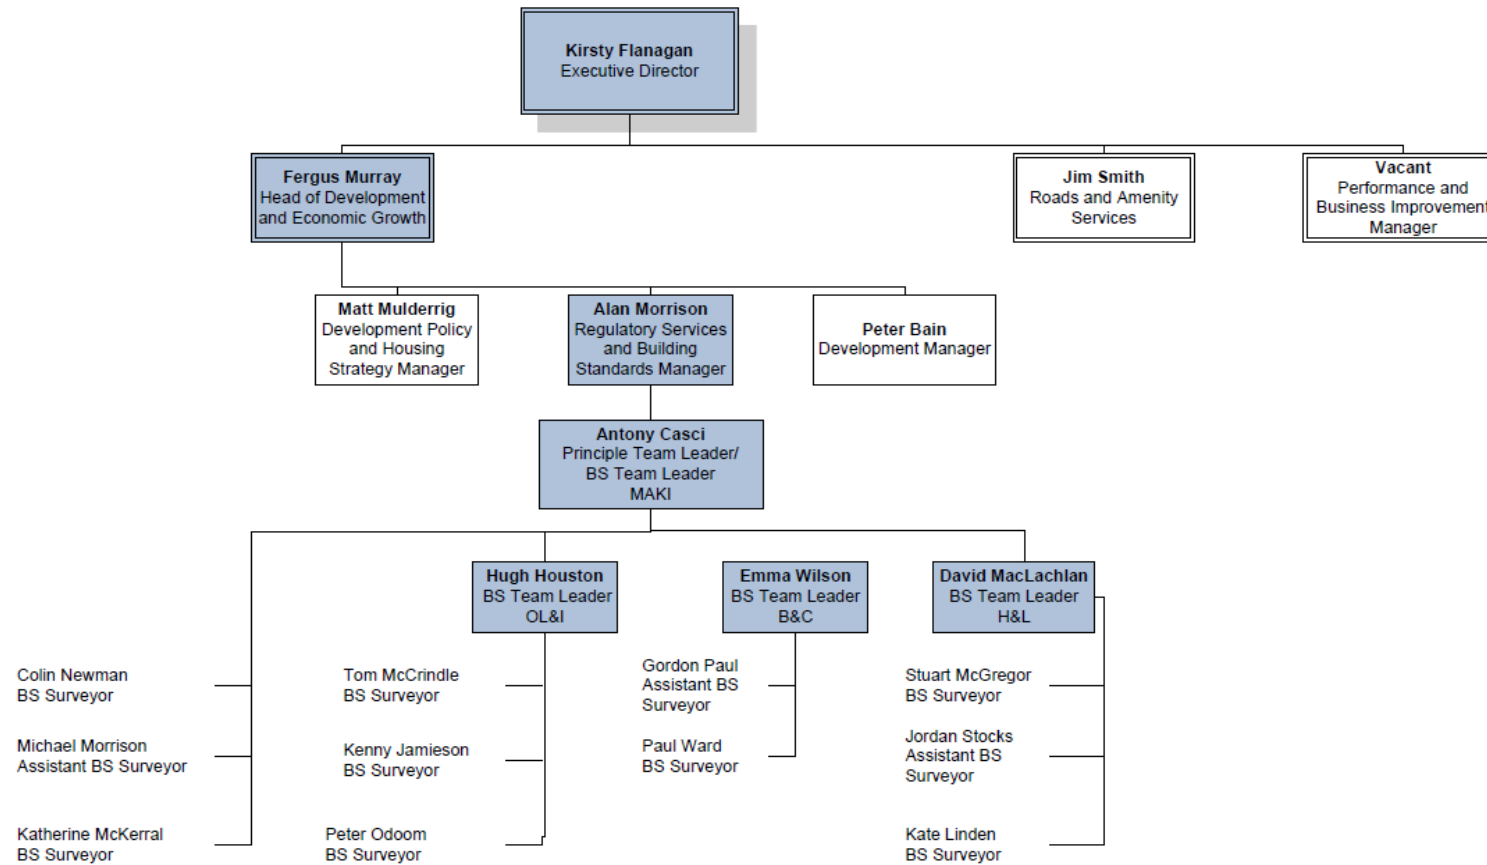 Kirsty Flanagan
Executive Director
Fergus Murray
Head of Development
and Economic Growth
Jim Smith
Roads and Amenity
Services
Vacant
Performance and
Business Improvement
Manager
Matt Mulderrig
Development Policy
and Housing
Strategy Manager
Alan Morrison
Regulatory Services
and Building
Standards Manager
Peter Bain
Development Manager
Antony Casci
Principle Team Leader/
BS Team Leader
MAKI
Hugh Houston
BS Team Leader
OL&I
Emma Wilson
BS Team Leader
B&C
David MacLachlan
BS Team Leader
H&L
Colin Newman
BS Surveyor
Michael Morrison
Assistant BS Surveyor
Katherine McKerral
BS Surveyor
Tom McCrindle
BS Surveyor
Kenny Jamieson
BS Surveyor
Peter Odoom
BS Surveyor
Gordon Paul
Assistant BS
Surveyor
Paul Ward
BS Surveyor
Stuart McGregor
BS Surveyor
Jordan Stocks
Assistant BS
Surveyor
Kate Linden
BS Surveyor